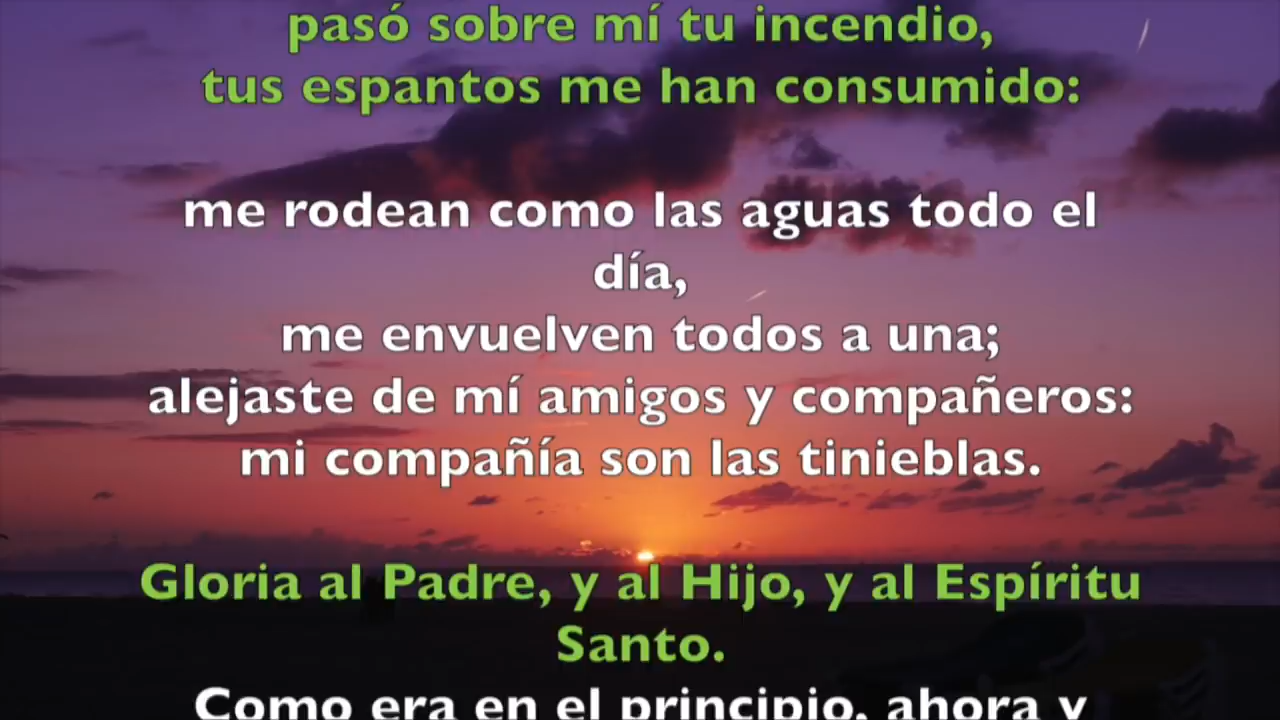 pasó sobre mí tu incendio,
tus espantos me han consumido:
me rodean como las aguas todo el
día,
me envuelven todos a una;
alejaste de mí amigos y compañeros:
mi compañía son las tinieblas.
Gloria al Padre, y al Hijo, y al Espíritu
Santo.
Como era en el principio, ahora y